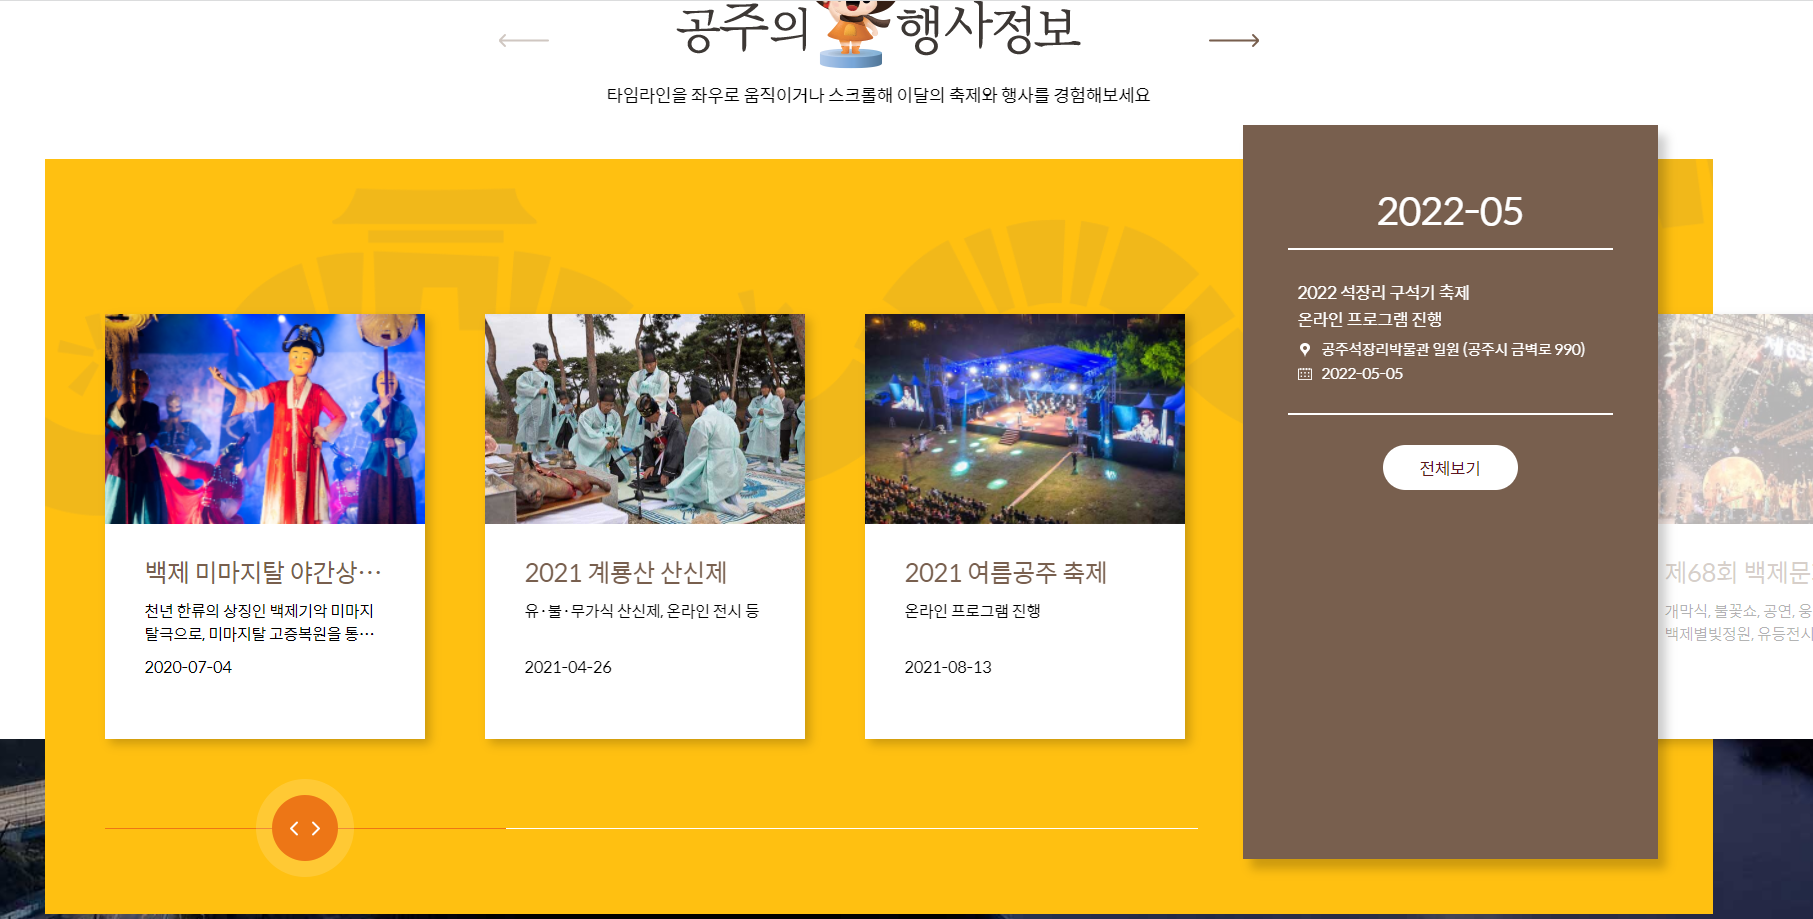 공주의 행사정보
타임라인을 좌우로 움직이거나 스크롤해 이달의 축제와 행사를 경험해보세요
백제 미마지탈 야간상…
천년 한류의 상징인 백제기악 미마지
탈극으로, 미마지탈 고증복원을 통…
2020-07-04
2021 계룡산 산신제
유·불·무가식 산신제, 온라인 전시 등
2021-04-26
2021 여름공주 축제
온라인 프로그램 진행
2021-08-13
2022-05
2022 석장리 구석기 축제
온라인 프로그램 진행
공주석장리박물관 일원 (공주시 금벽로 990)
2022-05-05
전체보기
제68회 백제문
개막식, 불꽃쇼, 공연, 웅
백제별빛정원, 유등전시